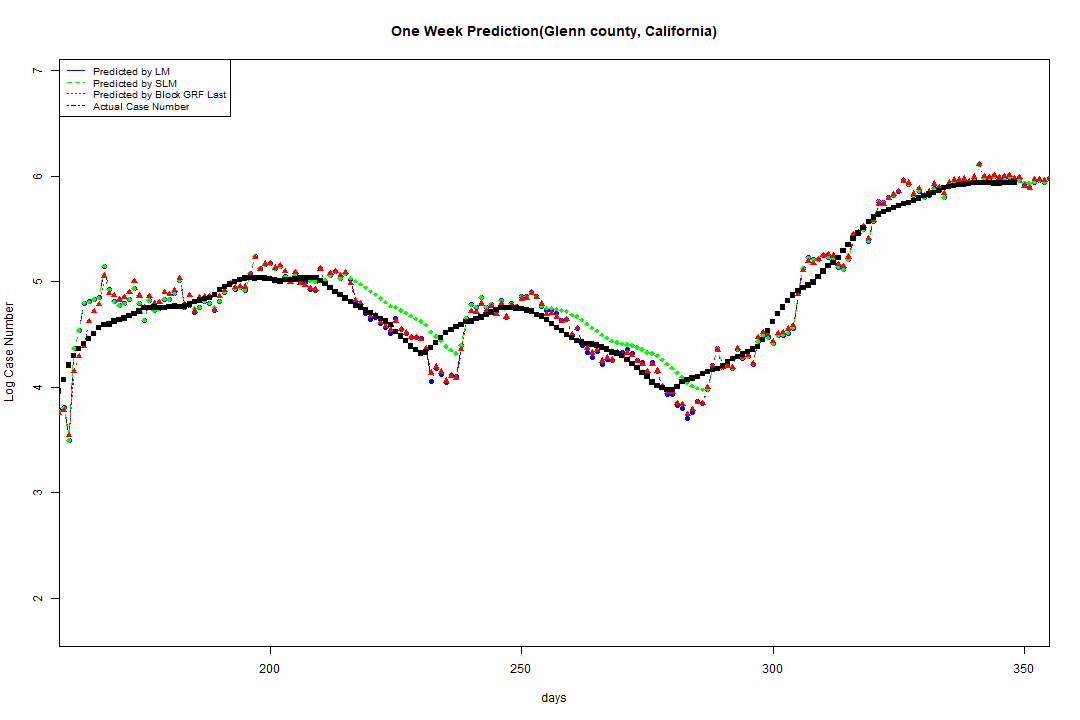 One Week Prediction(Glenn county, California)
Predicted by LM
Predicted by SLM
Predicted by Block GRF Last
Actual Case Number
7
6
5
4
3
2
Log Case Number
200 250 300 350
days